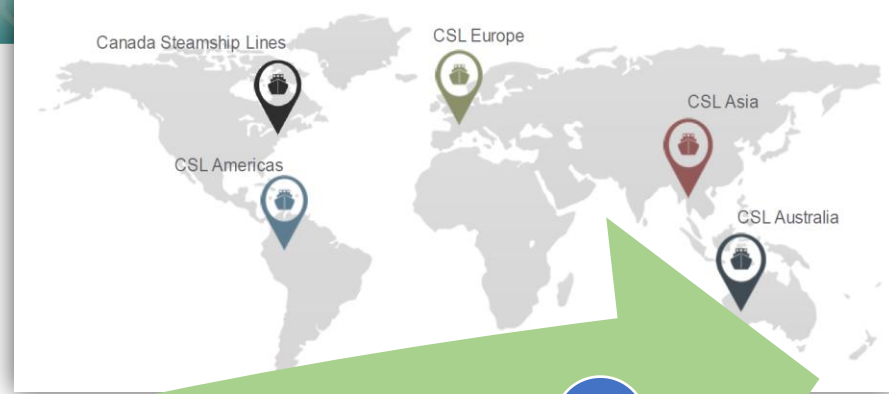 Canada Steamship Lines
CSL Europe
CSL Asia
CSL Americas
CSL Australia